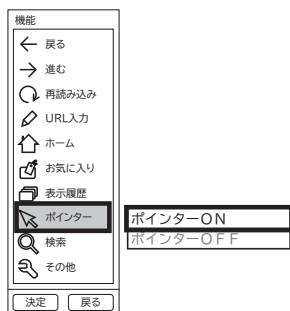 機能
戻る
進む
再読み込み
URL入力
ホーム
お気に入り
表示履歴
ポインター
ポインターON
ポインターOFF
検索
その他
決定 戻る